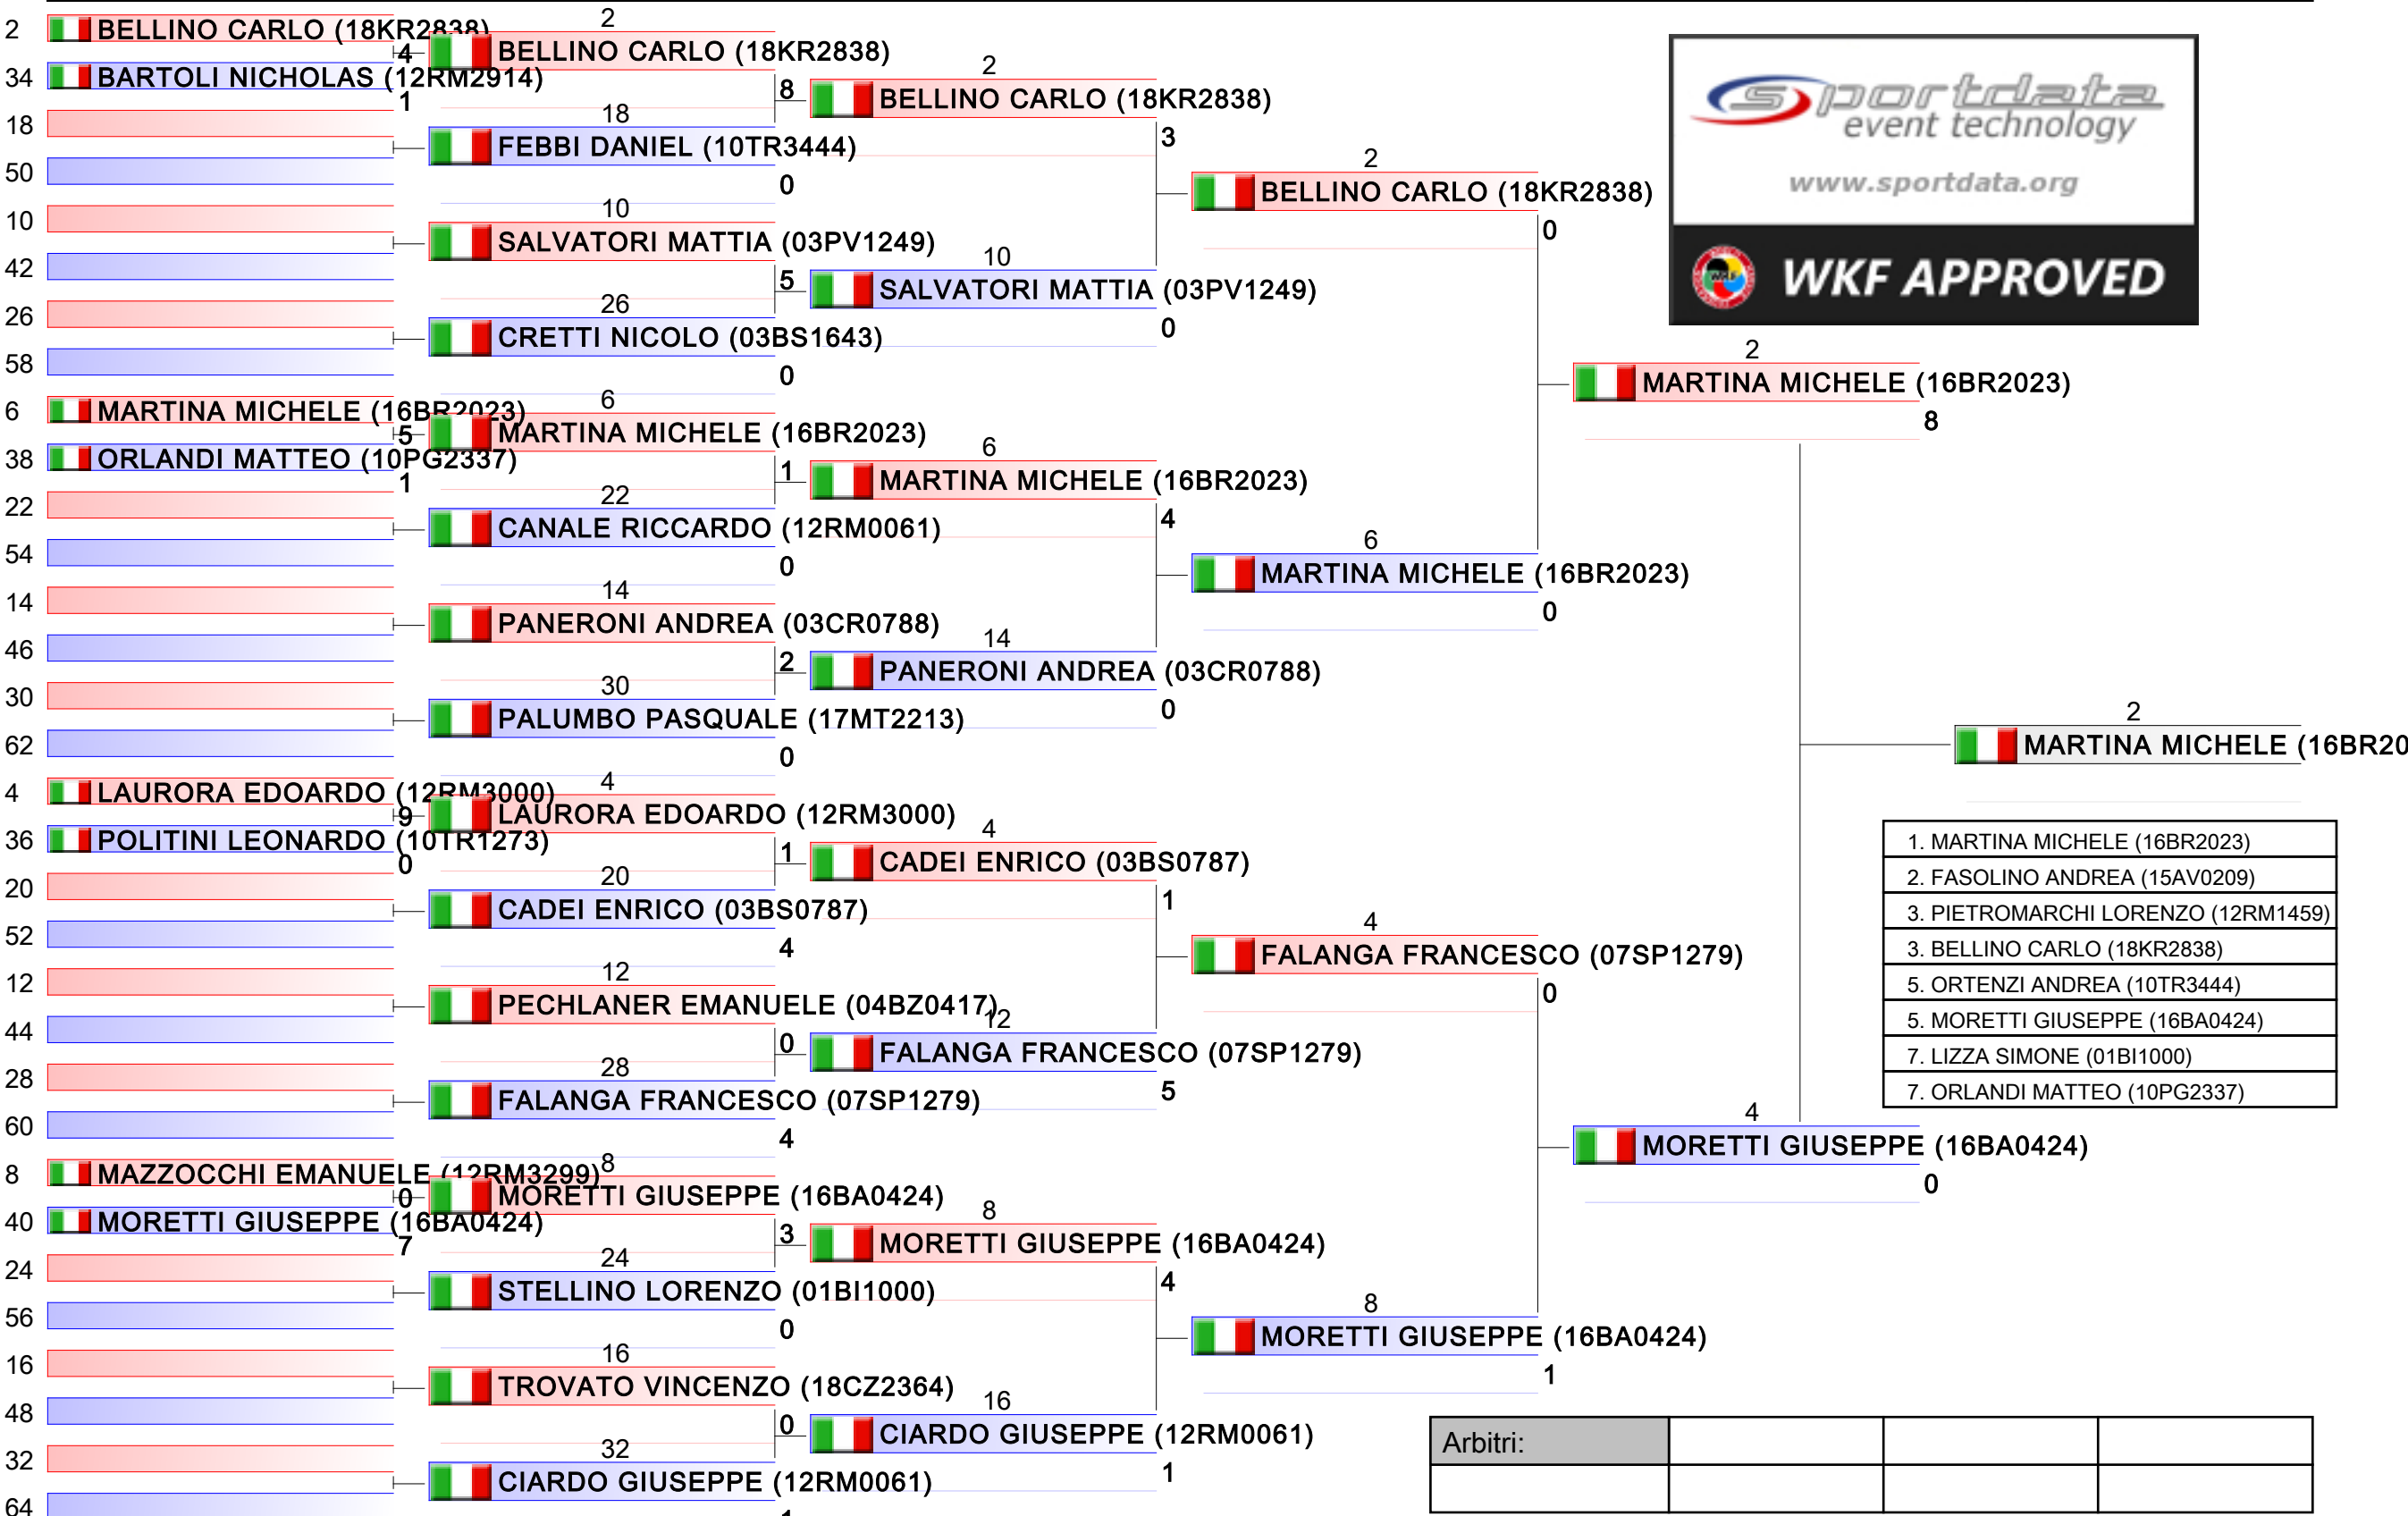 2 BELLINO CARLO (18KR2838)
4
34 BARTOLI NICHOLAS (12RM2914)
1
18
50
10
42
26
58
6 MARTINA MICHELE (16BR2023)
5
38 ORLANDI MATTEO (10PG2337)
1
22
54
14
46
30
62
4 LAURORA EDOARDO (12RM3000)
9
36 POLITINI LEONARDO (10TR1273)
0
20
52
12
44
28
60
8 MAZZOCCHI EMANUELE (12RM3299)
0
40 MORETTI GIUSEPPE (16BA0424)
7
24
56
16
48
32
64
2
BELLINO CARLO (18KR2838)
8
18
FEBBI DANIEL (10TR3444)
0
10
SALVATORI MATTIA (03PV1249)
5
26
CRETTI NICOLO (03BS1643)
0
6
MARTINA MICHELE (16BR2023)
1
22
CANALE RICCARDO (12RM0061)
0
14
PANERONI ANDREA (03CR0788)
2
30
PALUMBO PASQUALE (17MT2213)
0
4
LAURORA EDOARDO (12RM3000)
1
20
CADEI ENRICO (03BS0787)
4
12
PECHLANER EMANUELE (04BZ0417)
0
28
FALANGA FRANCESCO (07SP1279)
4
8
MORETTI GIUSEPPE (16BA0424)
3
24
STELLINO LORENZO (01BI1000)
0
16
TROVATO VINCENZO (18CZ2364)
0
32
CIARDO GIUSEPPE (12RM0061)
2
BELLINO CARLO (18KR2838)
3
10
SALVATORI MATTIA (03PV1249)
0
6
MARTINA MICHELE (16BR2023)
4
14
PANERONI ANDREA (03CR0788)
0
4
CADEI ENRICO (03BS0787)
1
12
FALANGA FRANCESCO (07SP1279)
5
8
MORETTI GIUSEPPE (16BA0424)
4
16
CIARDO GIUSEPPE (12RM0061)
1
2
BELLINO CARLO (18KR2838)
0
6
MARTINA MICHELE (16BR2023)
0
4
FALANGA FRANCESCO (07SP1279)
0
8
MORETTI GIUSEPPE (16BA0424)
1
sportdata
event technology
www.sportdata.org
WKF APPROVED
2
MARTINA MICHELE (16BR2023)
8
4
MORETTI GIUSEPPE (16BA0424)
0
2
MARTINA MICHELE (16BR20
1. MARTINA MICHELE (16BR2023)
2. FASOLINO ANDREA (15AV0209)
3. PIETROMARCHI LORENZO (12RM1459)
3. BELLINO CARLO (18KR2838)
5. ORTENZI ANDREA (10TR3444)
5. MORETTI GIUSEPPE (16BA0424)
7. LIZZA SIMONE (01BI1000)
7. ORLANDI MATTEO (10PG2337)
Arbitri: